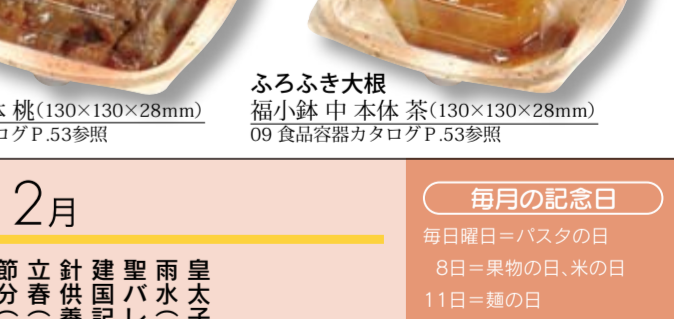 ふろふき大根
桃(130×130×28mm)
福小鉢 中 本体 茶(130×130×28mm)
ログP.53参照
09 食品容器カタログP.53参照
2月
皇太子
雨水(
聖バレ
建国記
針供養
立春(
節分(
毎月の記念日
毎日曜日=パスタの日
8日=果物の日、米の日
11日=麺の日